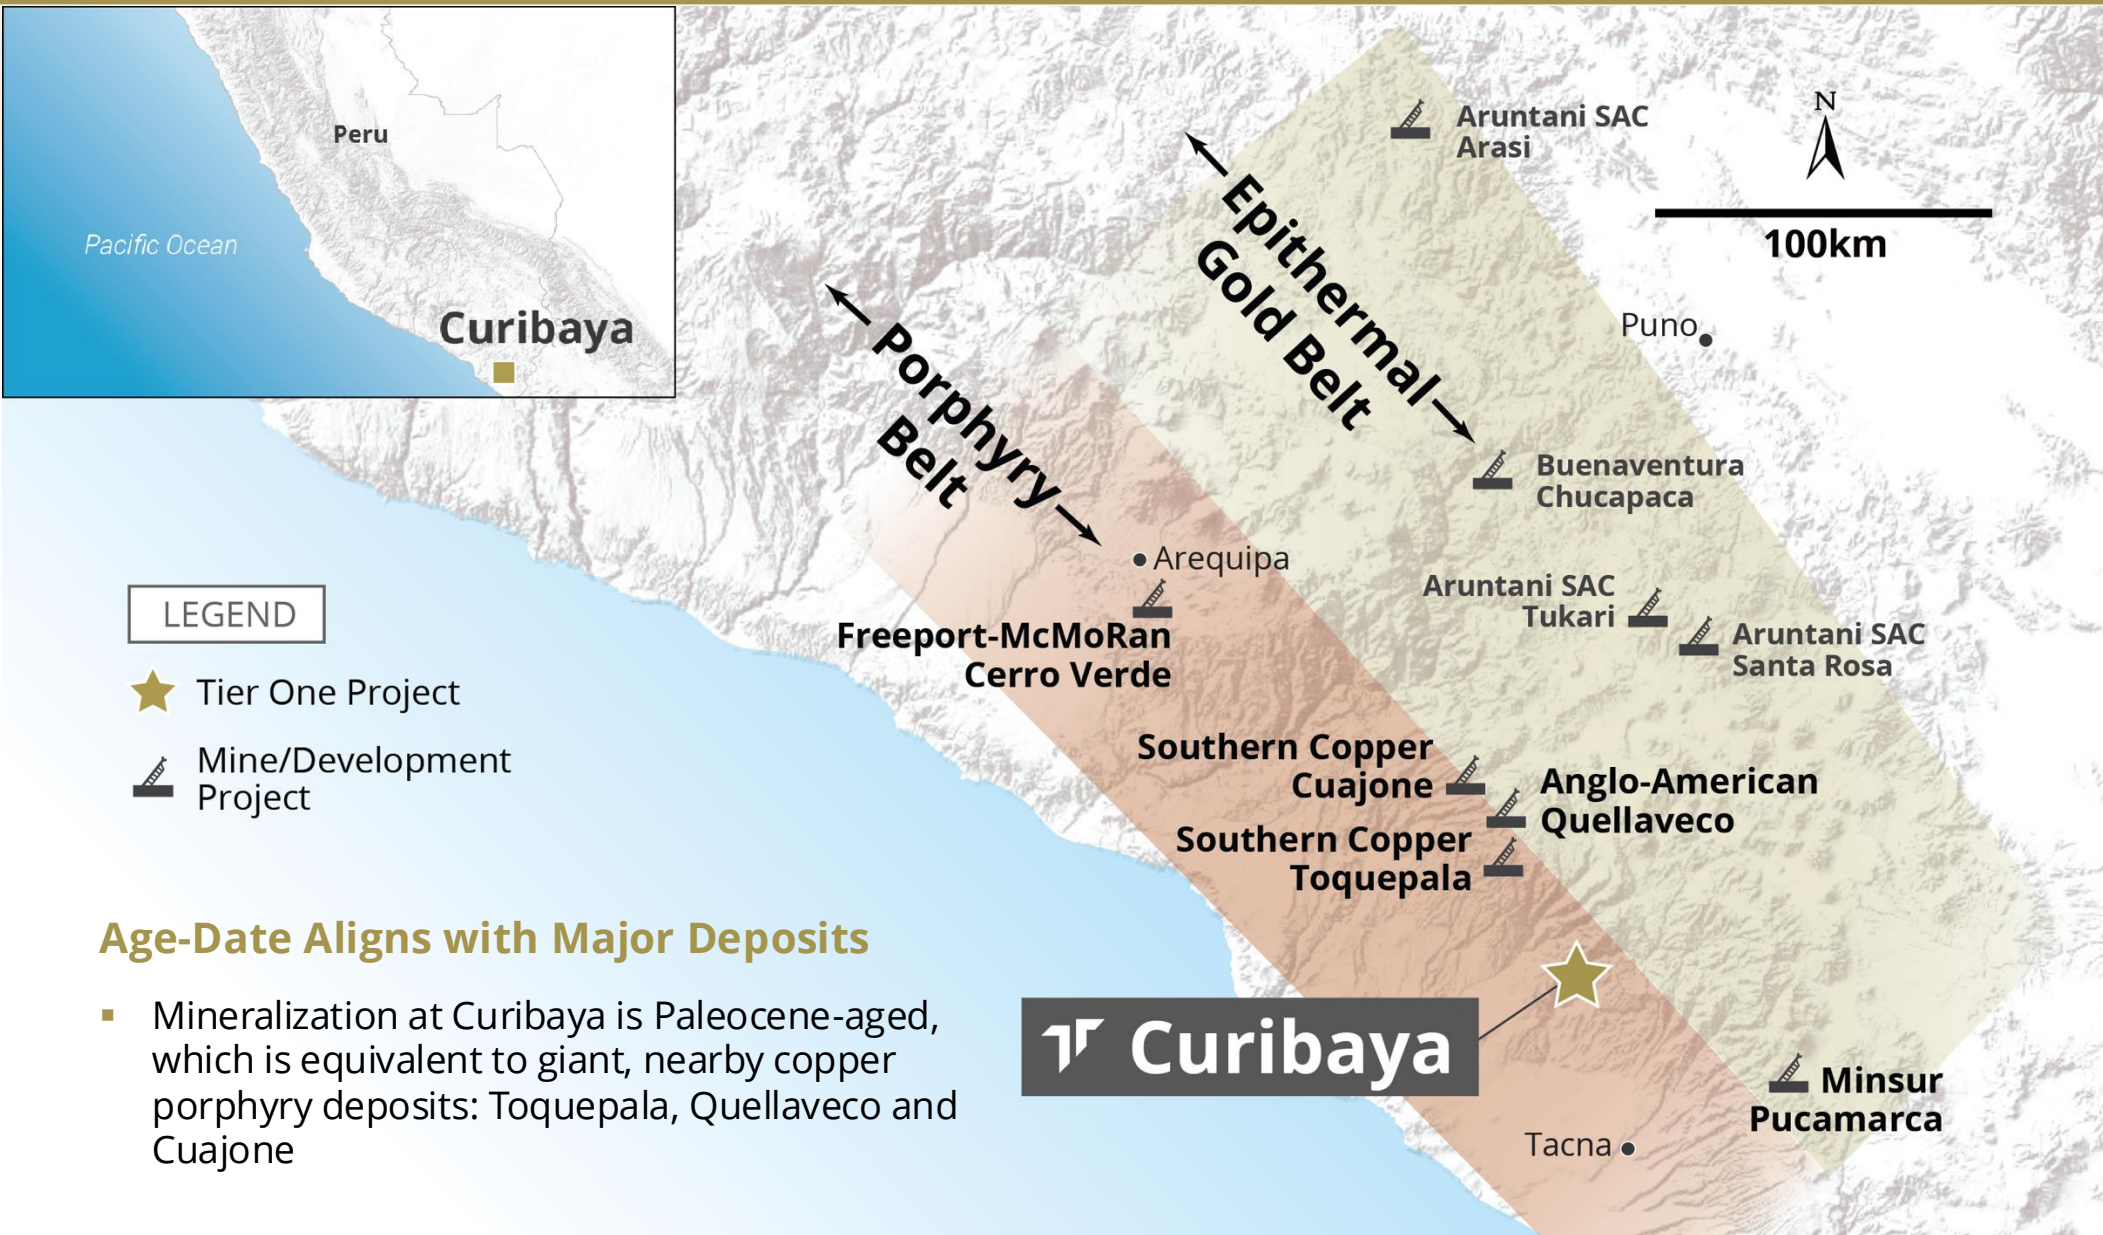 Peru
Pacific Ocean
Curibaya
Aruntani SAC
Arasi
N
100km
Epithermal
Gold Belt
Puno
Porphyry
Belt
Buenaventura
Chucapaca
Arequipa
Aruntani SAC
Tukari
Freeport-McMoRan
Cerro Verde
Aruntani SAC
Santa Rosa
LEGEND
Tier One Project
Mine/Development
Project
Southern Copper
Cuajone
Anglo-American
Quellaveco
Southern Copper
Toquepala
Age-Date Aligns with Major Deposits
Mineralization at Curibaya is Paleocene-aged,
which is equivalent to giant, nearby copper
porphyry deposits: Toquepala, Quellaveco and
Cuajone
Curibaya
Minsur
Pucamarca
Tacna